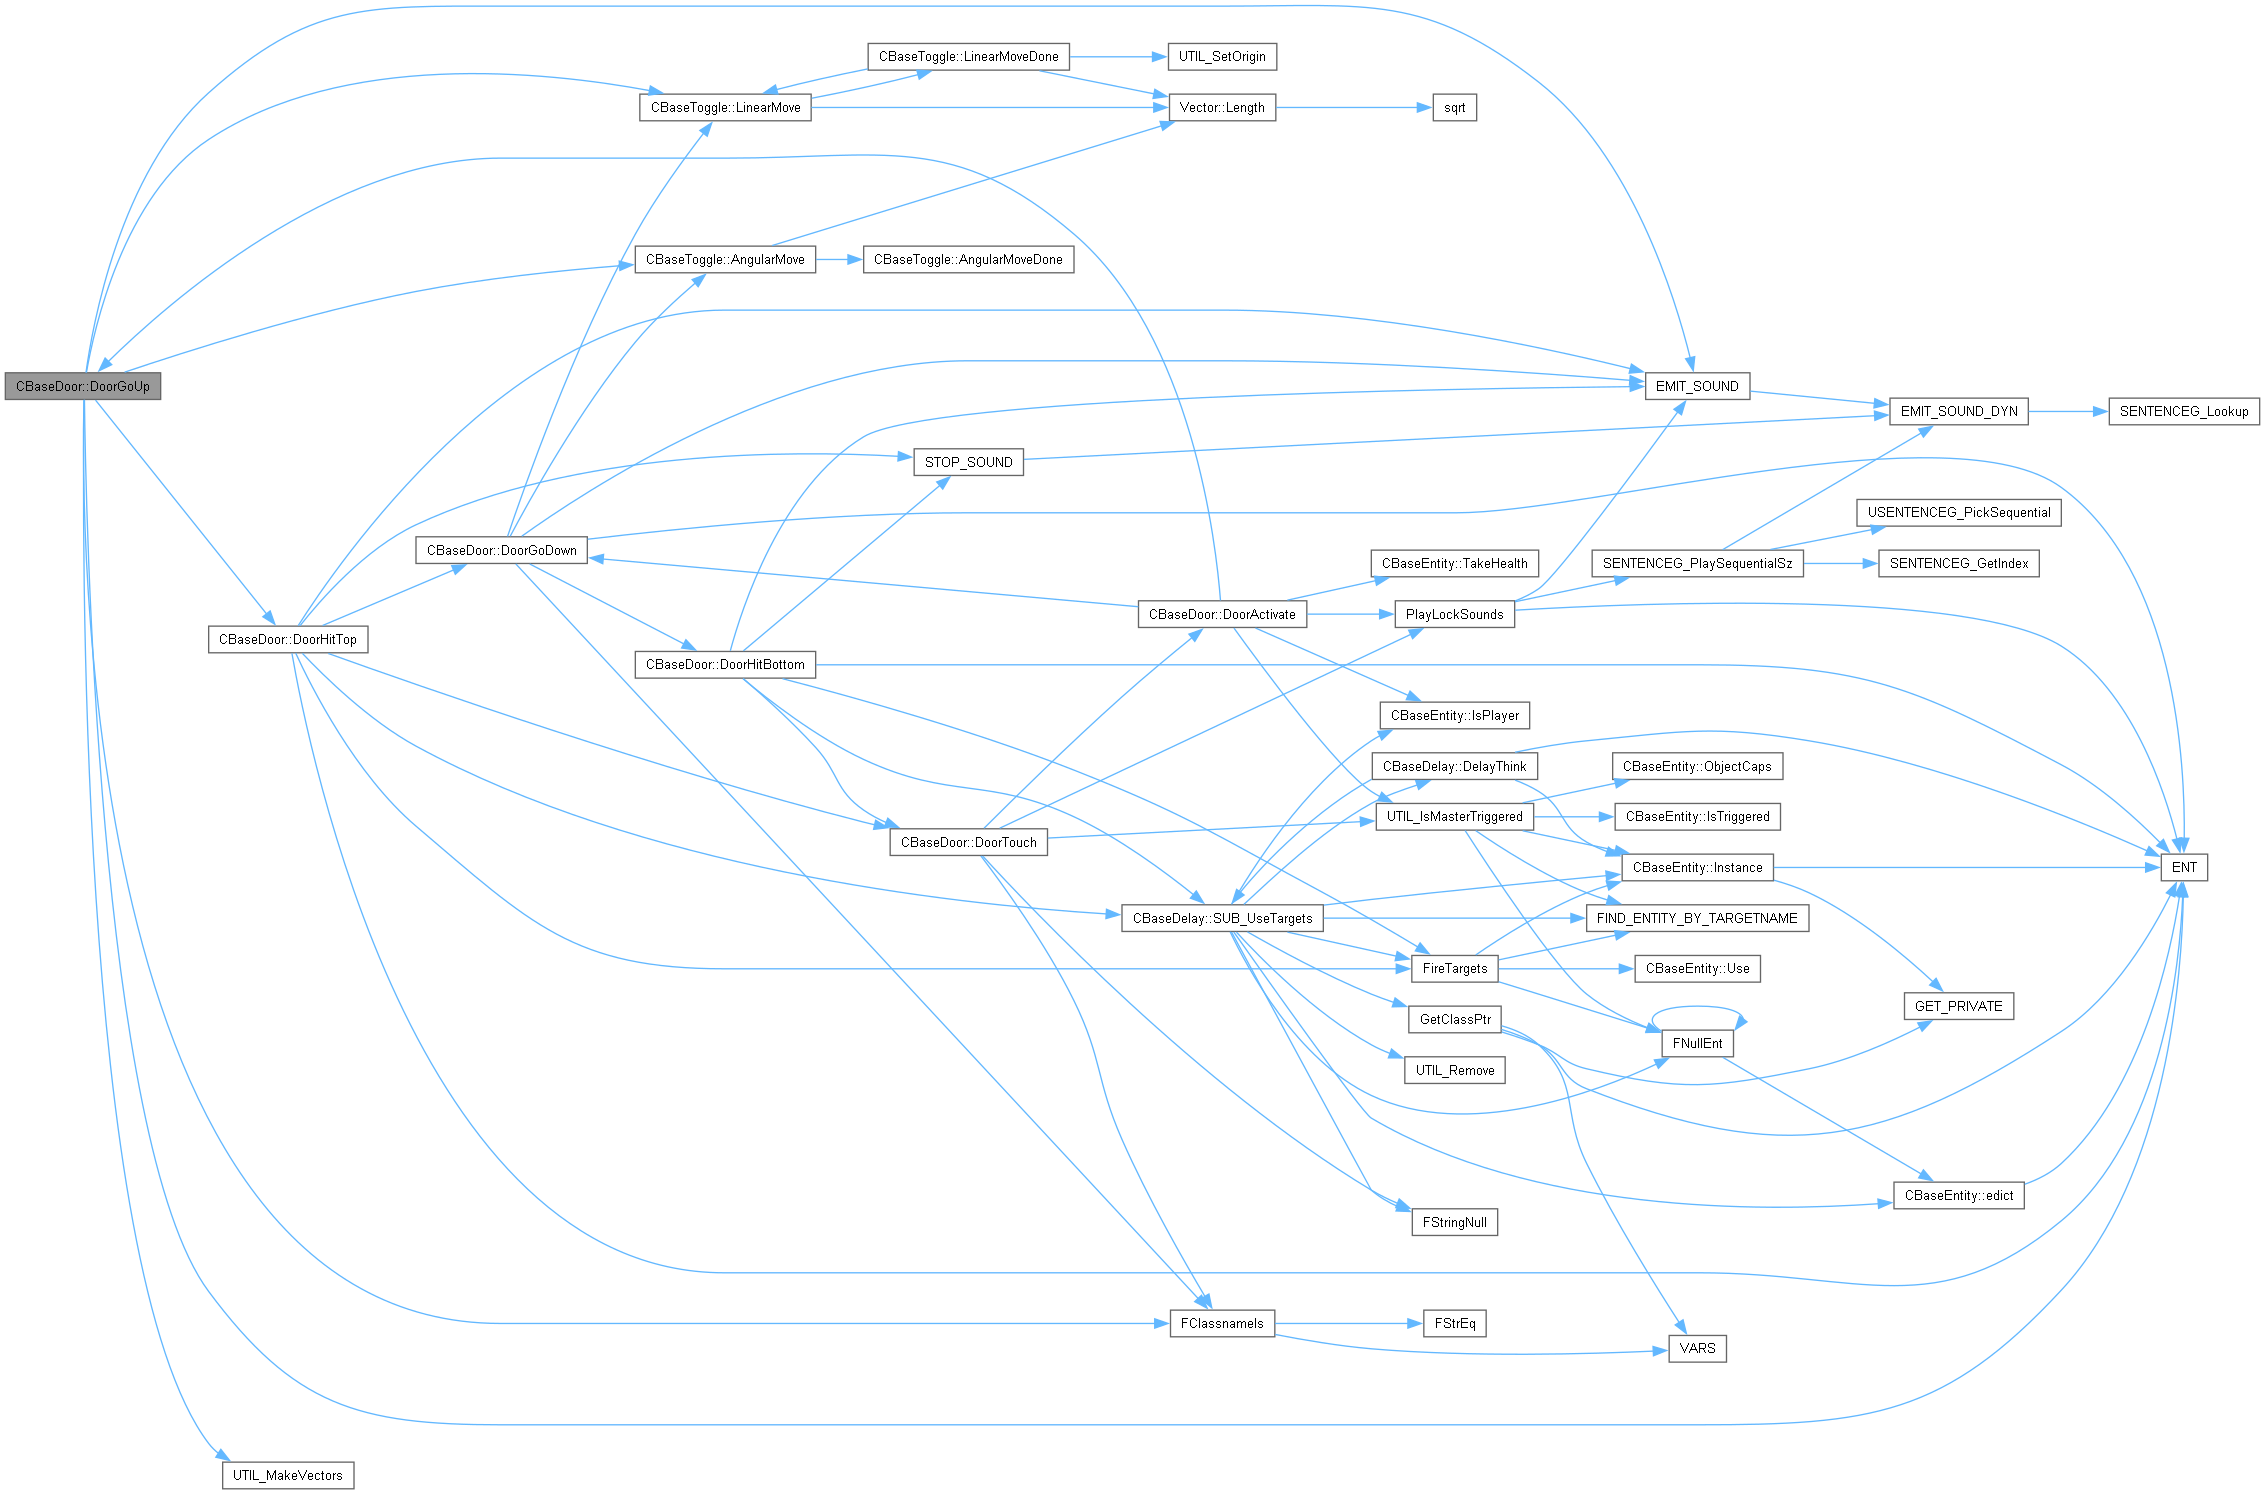 CBaseToggle::LinearMoveDone
UTIL_SetOrigin
CBaseToggle::LinearMove
Vector::Length
sqrt
CBaseToggle::AngularMove
CBaseToggle::AngularMoveDone
CBaseDoor::DoorGoUp
EMIT_SOUND
EMIT_SOUND_DYN
SENTENCEG_Lookup
STOP_SOUND
USENTENCEG_PickSequential
CBaseDoor::DoorGoDown
CBaseEntity::TakeHealth
SENTENCEG_PlaySequentialSz
SENTENCEG_GetIndex
CBaseDoor::DoorActivate
PlayLockSounds
CBaseDoor::DoorHitTop
CBaseDoor::DoorHitBottom
CBaseEntity::IsPlayer
CBaseDelay::DelayThink
CBaseEntity::ObjectCaps
UTIL_IsMasterTriggered
CBaseEntity::IsTriggered
CBaseDoor::DoorTouch
CBaseEntity::Instance
ENT
CBaseDelay::SUB_UseTargets
FIND_ENTITY_BY_TARGETNAME
FireTargets
CBaseEntity::Use
GET_PRIVATE
GetClassPtr
FNullEnt
UTIL_Remove
CBaseEntity::edict
FStringNull
FClassnameIs
FStrEq
VARS
UTIL_MakeVectors